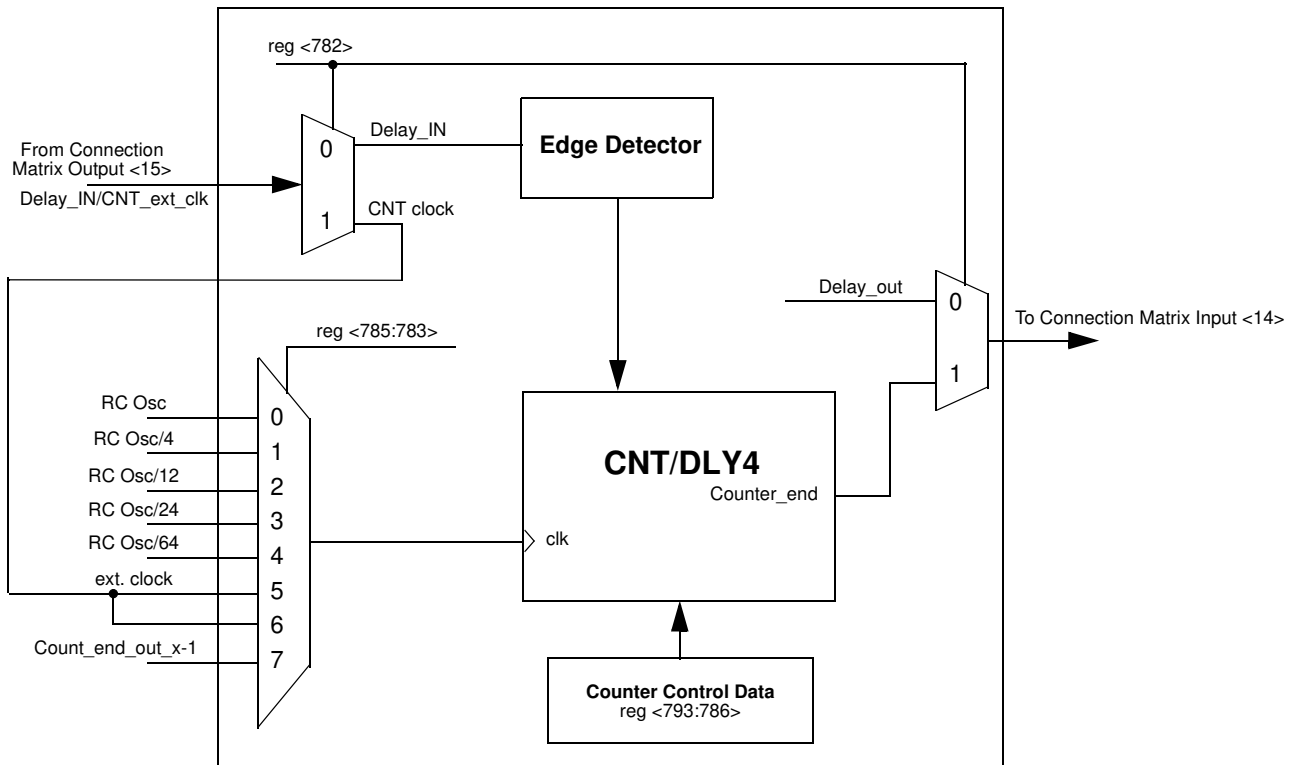 reg <782>
From Connection
Matrix Output <15>
Delay_IN/CNT_ext_clk
0
1
Delay_IN
CNT clock
Edge Detector
Delay_out
0
1
To Connection Matrix Input <14>
reg <785:783>
RC Osc
RC Osc/4
RC Osc/12
RC Osc/24
RC Osc/64
ext. clock
Count_end_out_x-1
0
1
2
3
4
5
6
7
CNT/DLY4
Counter_end
clk
Counter Control Data
reg <793:786>